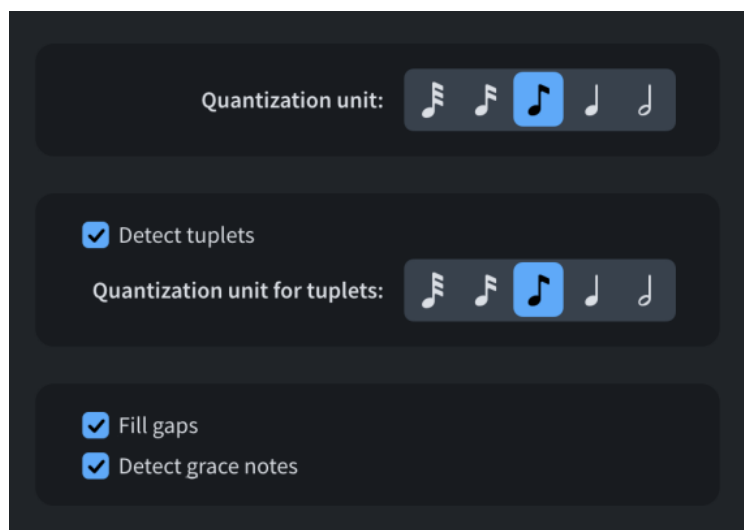 Quantization unit:
Detect tuplets
Quantization unit for tuplets:
Fill gaps
Detect grace notes